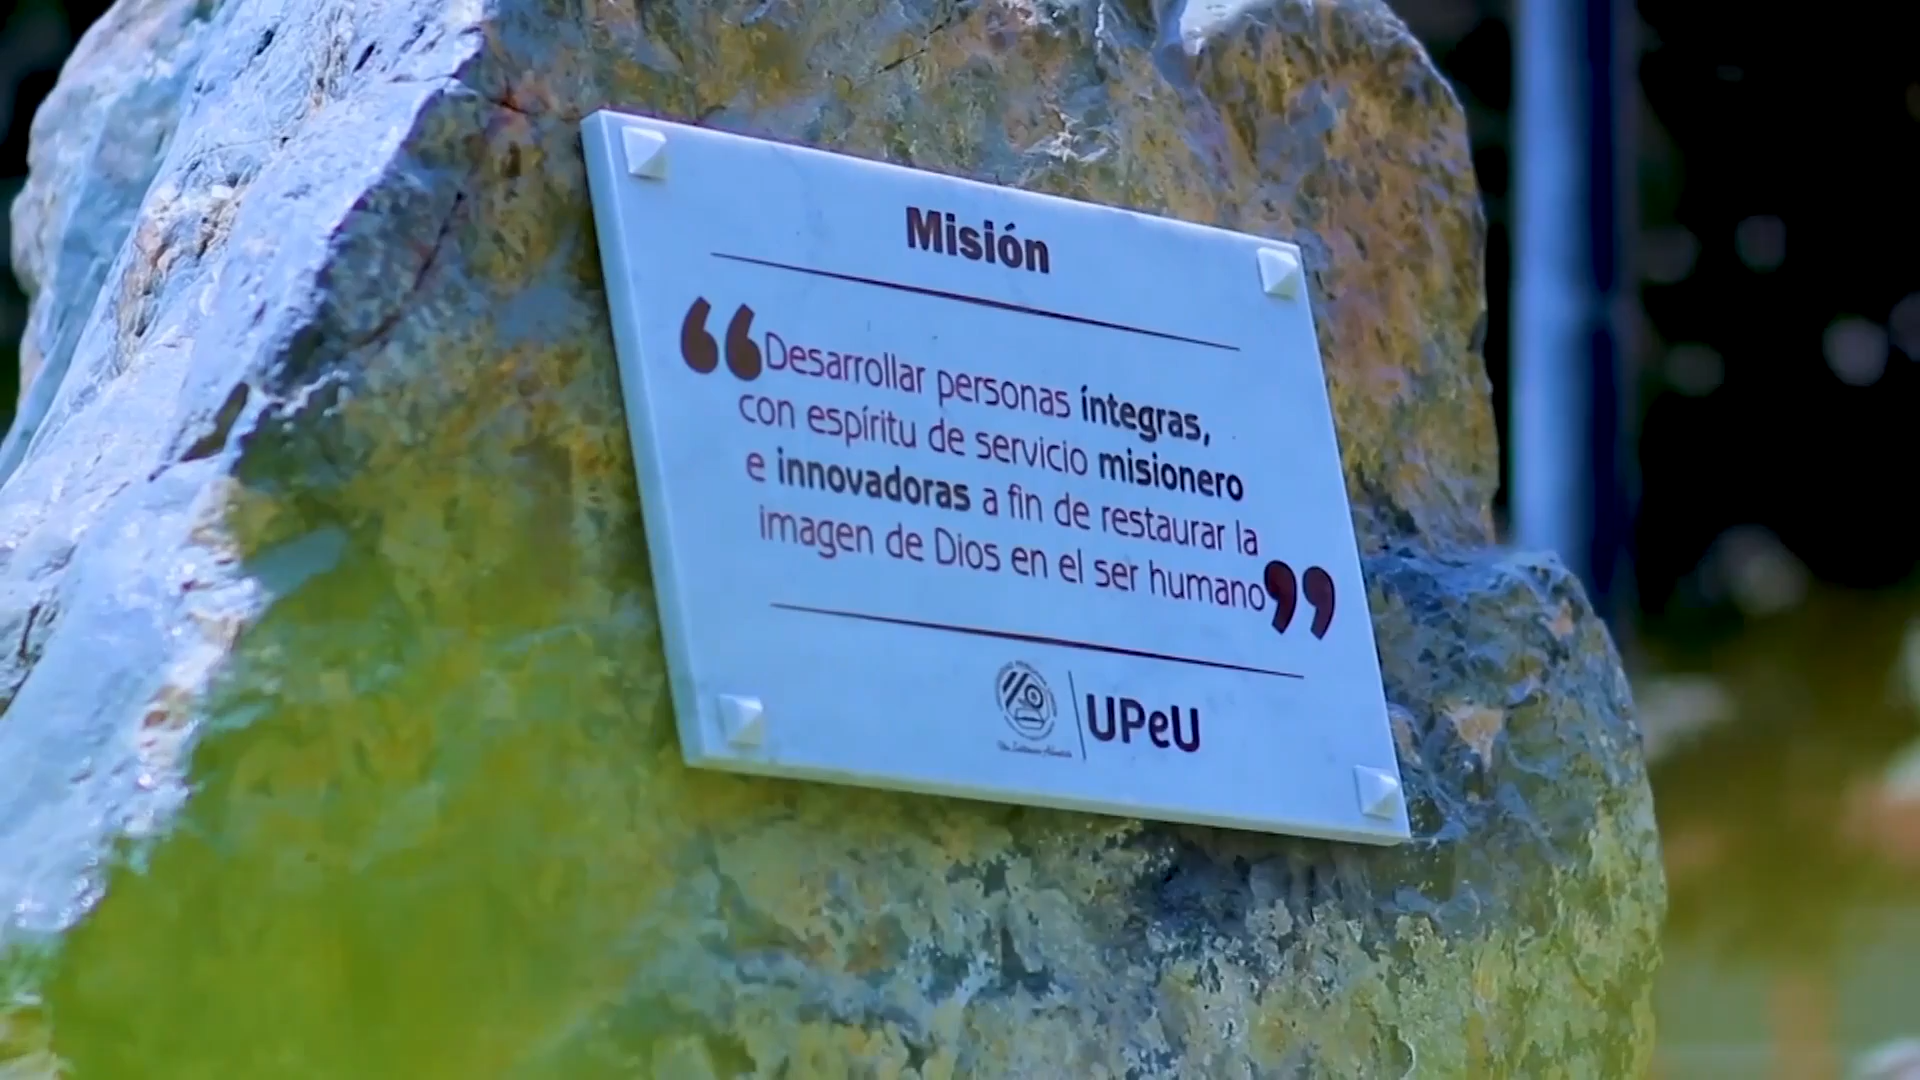 Misión
“Desarrollar personas íntegras,
con espíritu de servicio misionero
e innovadoras a fin de restaurar la
imagen de Dios en el ser humano”
UPeU